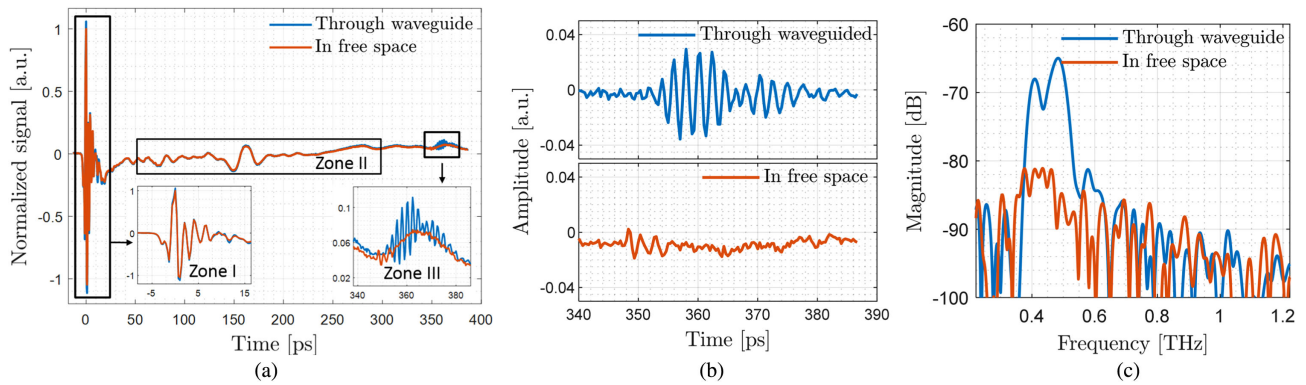 Normalized signal [a.u.]
1
0.5
0
-0.5
-1
Through waveguide
In free space
Zone II
1
0
-1
Zone I
-5 5 15
0.1
0.06
0.02
Zone III
340 360 380
0 50 100 150 200 250 300 350 400
Time [ps]
(a)
Amplitude [a.u.]
0.04
0
-0.04
Through waveguided
0.04
0
-0.04
In free space
340 350 360 370 380 390
Time [ps]
(b)
Magnitude [dB]
-60
-70
-80
-90
-100
Through waveguide
In free space
0.4 0.6 0.8 1 1.2
Frequency [THz]
(c)